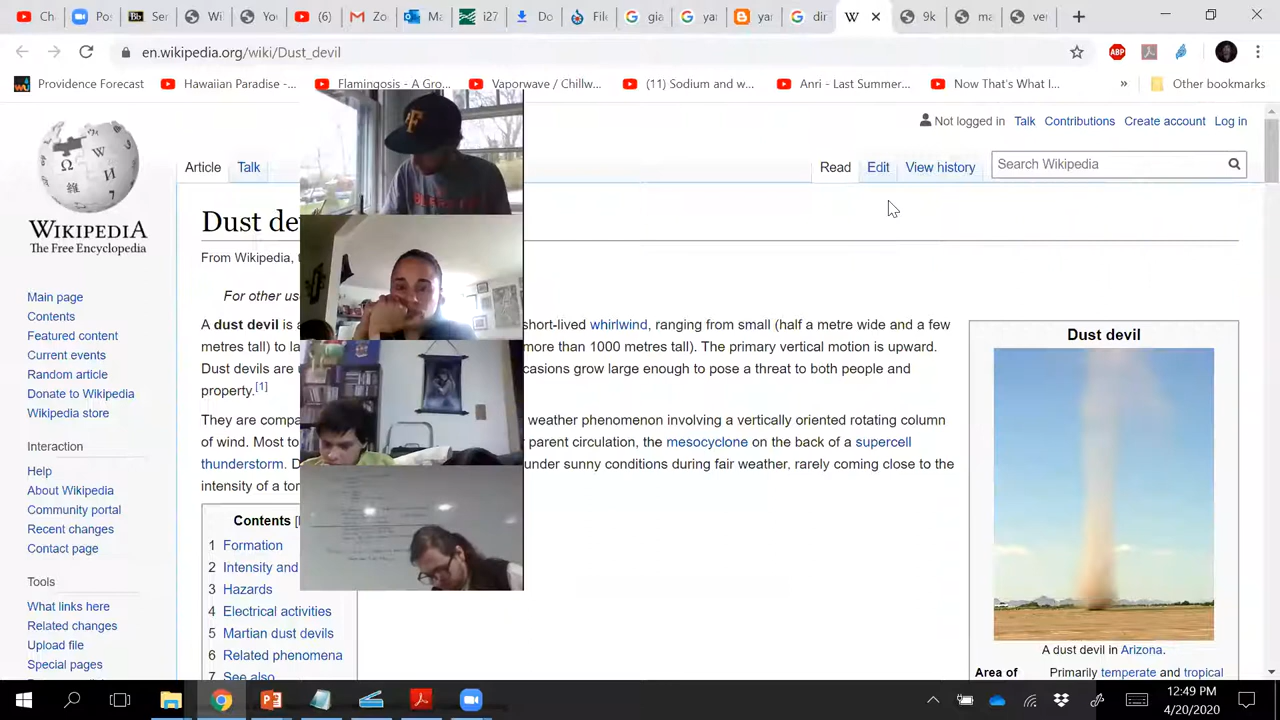 Ch
Po:
Bb
Se
Wi
Yo
(6)
Zo
Ma
i27
Do
File
gia
yar
yar
dir
W
9k
ma
ver
en.wikipedia.org/wiki/Dust_devil
ABP
Providence Forecast
Hawaiian Paradise -...
Flamingosis - A Gro...
Vaporwave / Chillw...
(11) Sodium and w...
Anri - Last Summer...
Now That's What I...
»
Other bookmarks
Not logged in Talk Contributions Create account Log in
Article Talk
Read Edit View history
Search Wikipedia
WIKIPEDIA
The Free Encyclopedia
Main page
Contents
Featured content
Current events
Random article
Donate to Wikipedia
Wikipedia store
Interaction
Help
About Wikipedia
Community portal
Recent changes
Contact page
Tools
What links here
Related changes
Upload file
Special pages
Dust de
From Wikipedia, t
For other us
A dust devil is a short-lived whirlwind, ranging from small (half a metre wide and a few
metres tall) to la more than 1000 metres tall). The primary vertical motion is upward.
Dust devils are u casions grow large enough to pose a threat to both people and
property.[1]
They are compa weather phenomenon involving a vertically oriented rotating column
of wind. Most to parent circulation, the mesocyclone on the back of a supercell
thunderstorm. D under sunny conditions during fair weather, rarely coming close to the
intensity of a tor
Contents [
1 Formation
2 Intensity and
3 Hazards
4 Electrical activities
5 Martian dust devils
6 Related phenomena
7 See also
F
Dust devil
A dust devil in Arizona.
Area of Primarily temperate and tropical
12:49 PM
4/20/2020